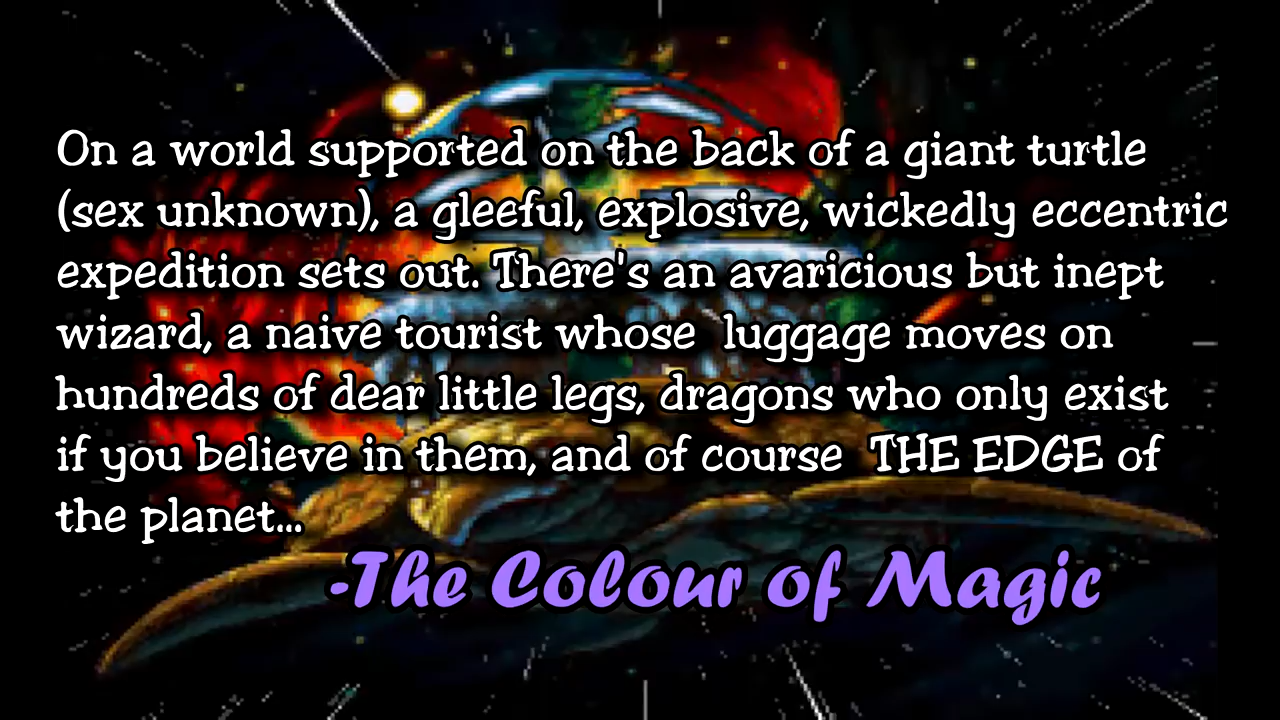 On a world supported on the back of a giant turtle
(sex unknown), a gleeful, explosive, wickedly eccentric
expedition sets out. There's an avaricious but inept
wizard, a naive tourist whose luggage moves on
hundreds of dear little legs, dragons who only exist
if you believe in them, and of course THE EDGE of
the planet...
-The Colour of Magic